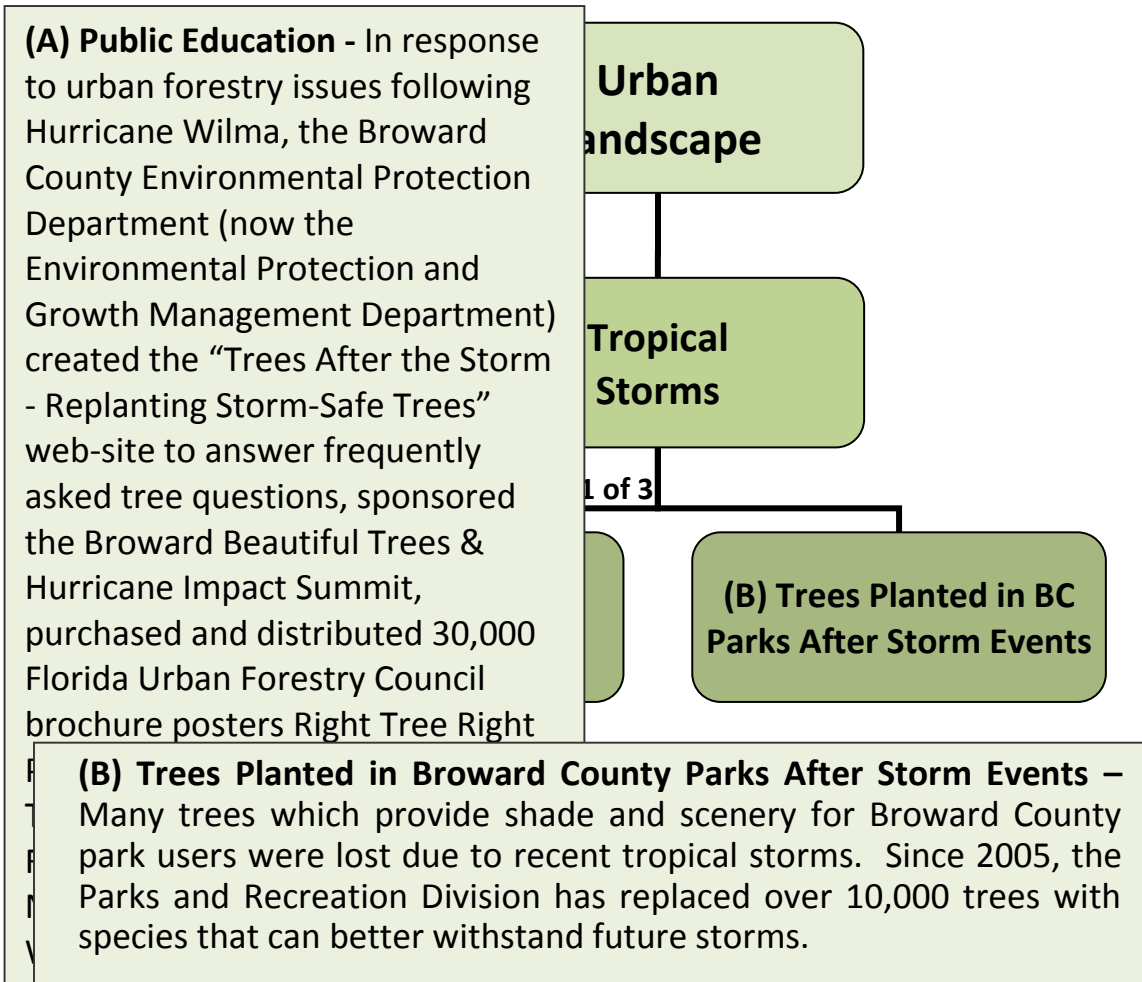 (A) Public Education - In response
to urban forestry issues following
Hurricane Wilma, the Broward
County Environmental Protection
Department (now the
Environmental Protection and
Growth Management Department)
created the “Trees After the Storm
- Replanting Storm-Safe Trees”
web-site to answer frequently
asked tree questions, sponsored
the Broward Beautiful Trees &
Hurricane Impact Summit,
purchased and distributed 30,000
Florida Urban Forestry Council
brochure posters Right Tree Right
Urban
andscape
Tropical
Storms
1 of 3
(B) Trees Planted in BC
Parks After Storm Events
(B) Trees Planted in Broward County Parks After Storm Events –
Many trees which provide shade and scenery for Broward County
park users were lost due to recent tropical storms. Since 2005, the
Parks and Recreation Division has replaced over 10,000 trees with
species that can better withstand future storms.